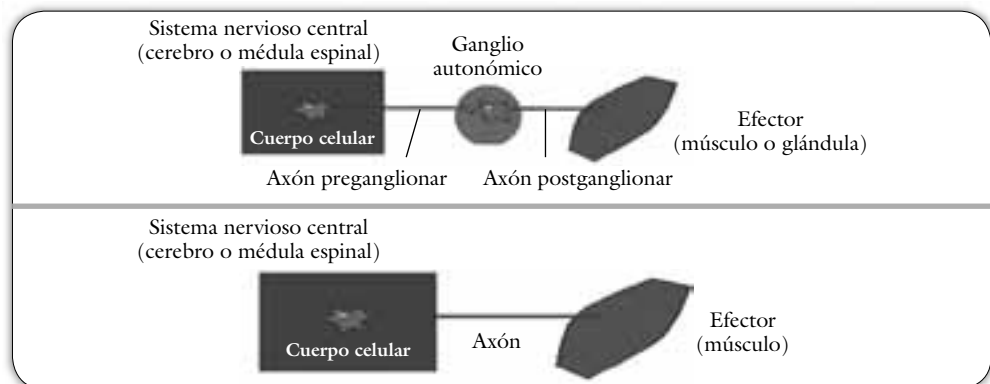 Sistema nervioso central
(cerebro o médula espinal)
Ganglio
autonómico
Cuerpo celular
Efector
(músculo o glándula)
Axón preganglionar
Axón postganglionar
Sistema nervioso central
(cerebro o médula espinal)
Cuerpo celular
Axón
Efector
(músculo)